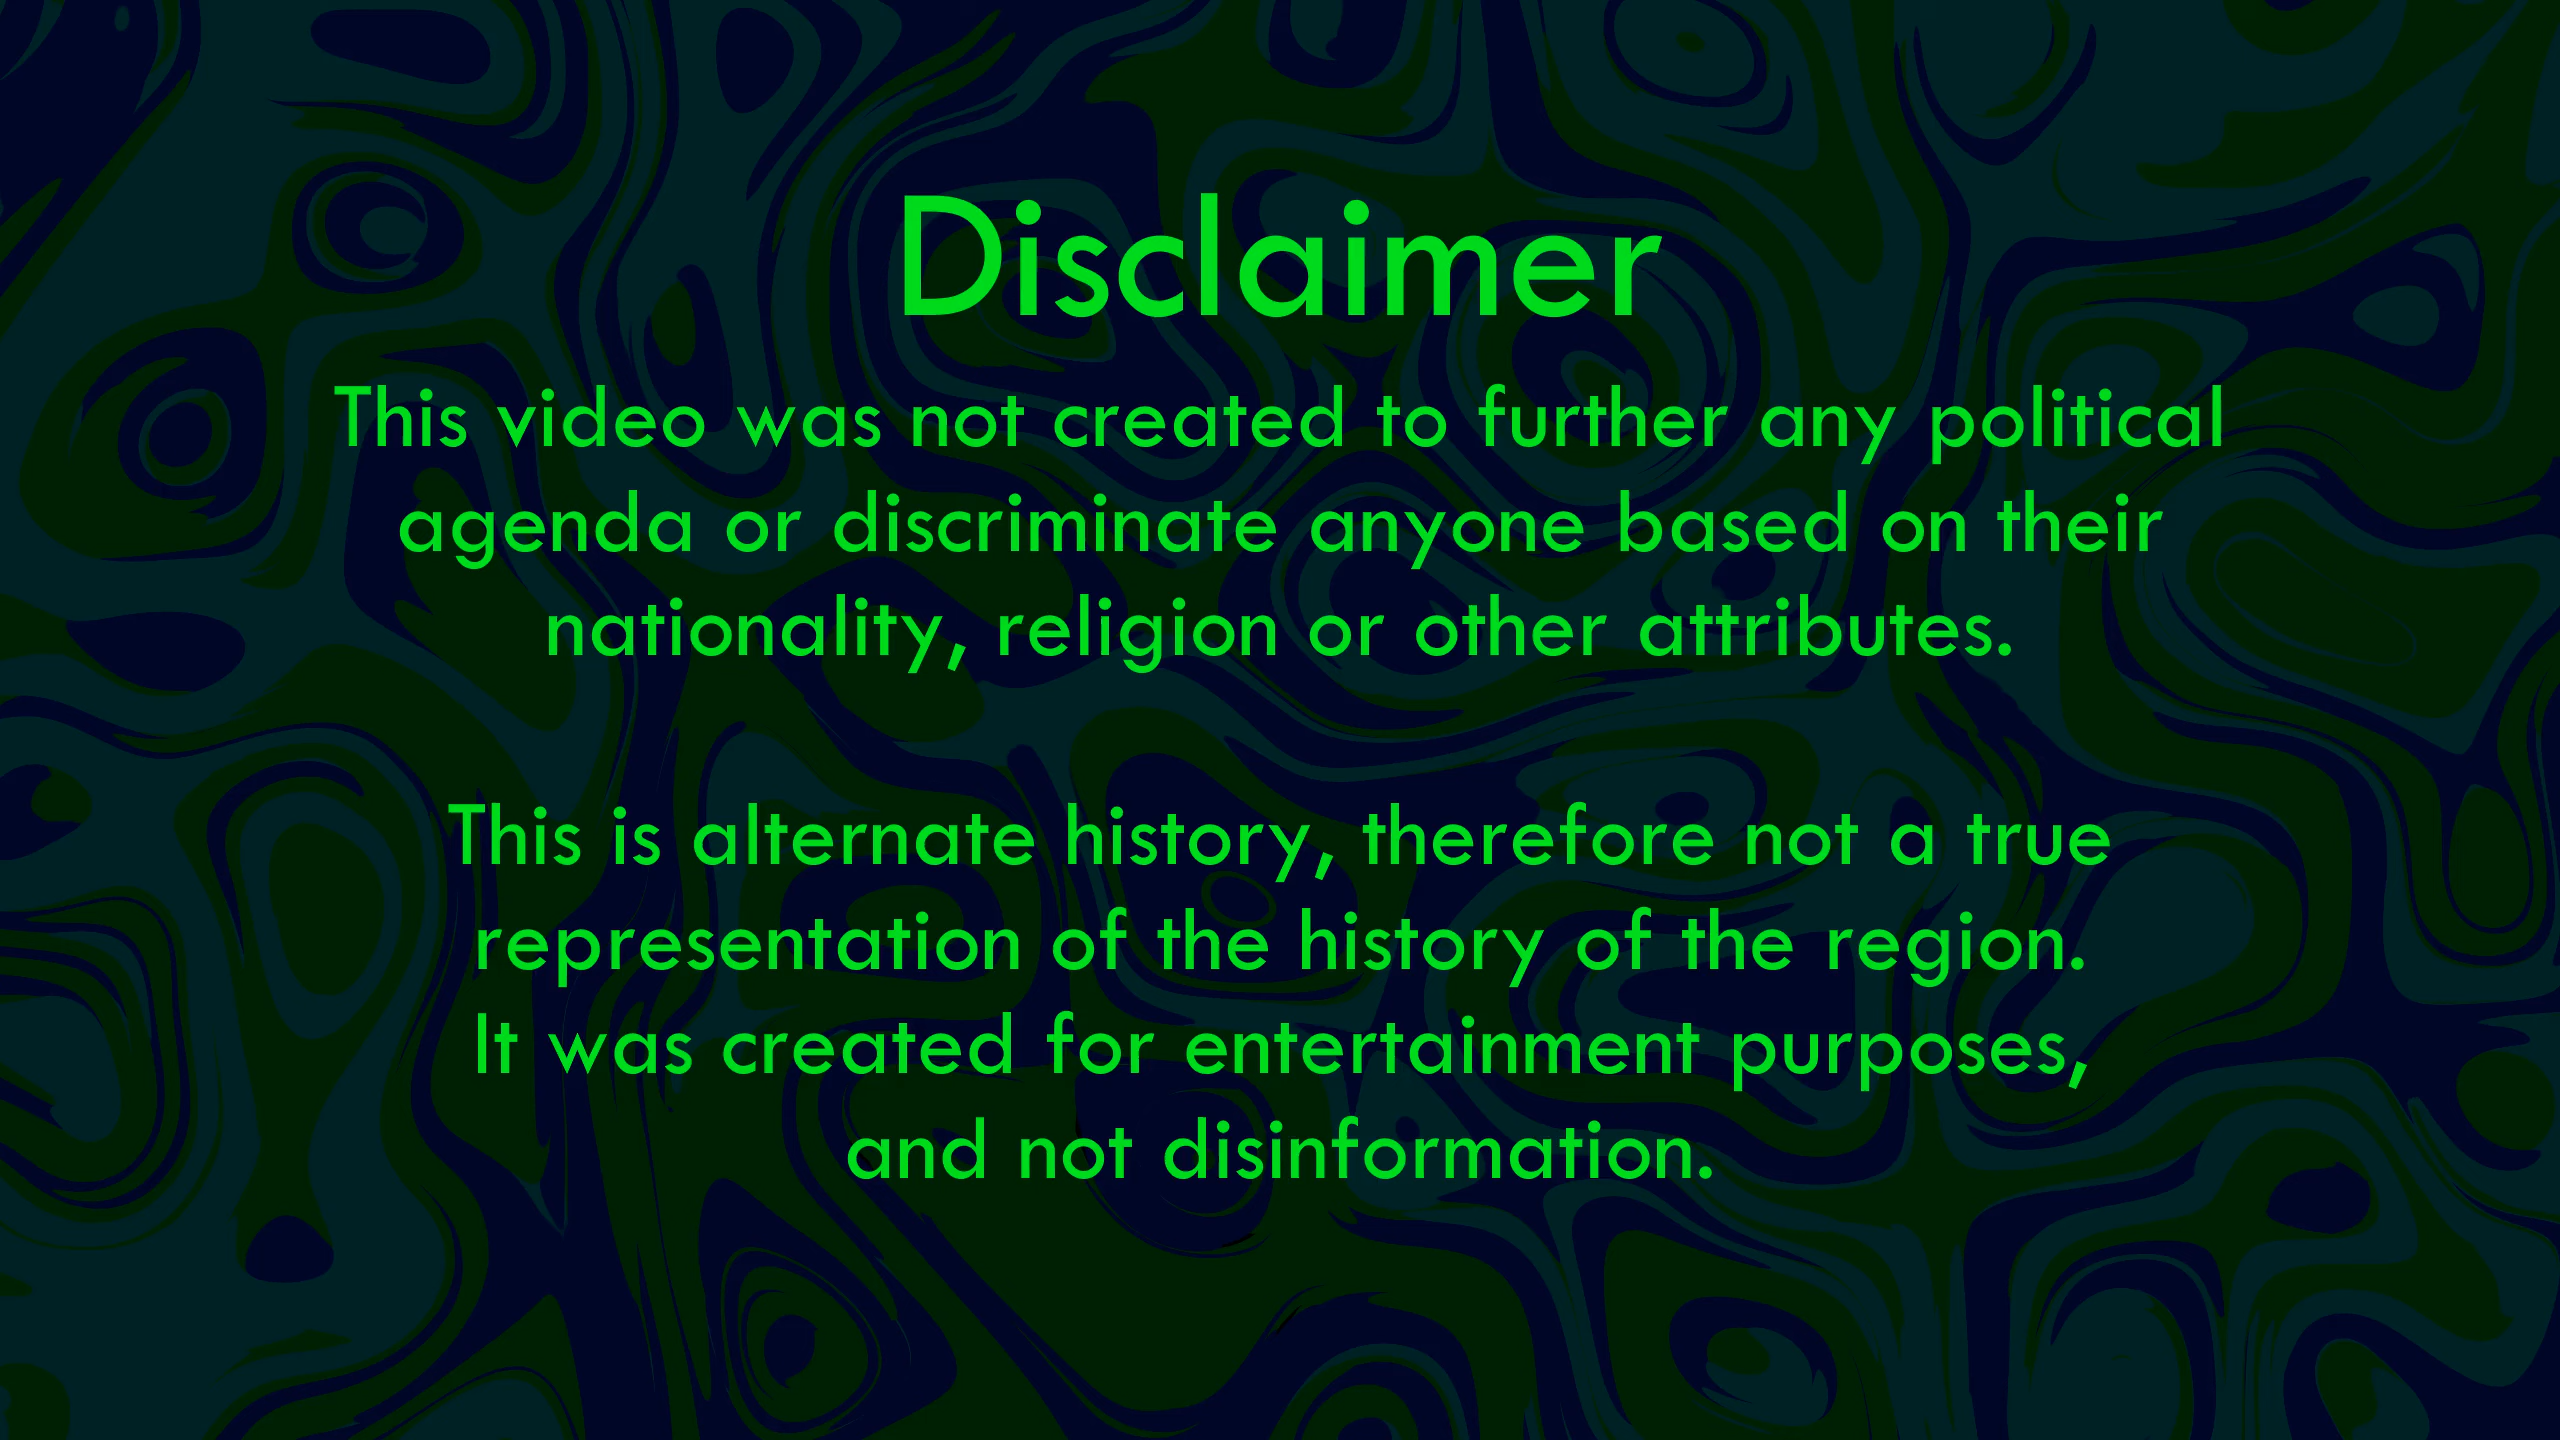 Disclaimer
This video was not created to further any political
agenda or discriminate anyone based on their
nationality, religion or other attributes.
This is alternate history, therefore not a true
representation of the history of the region.
It was created for entertainment purposes,
and not disinformation.